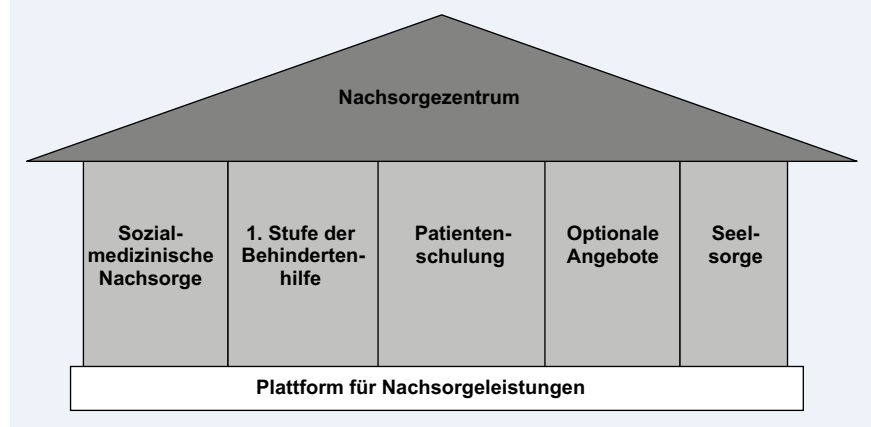 Nachsorgezentrum
Sozial-
medizinische
Nachsorge
1. Stufe der
Behinderten-
hilfe
Patienten-
schulung
Optionale
Angebote
Seel-
sorge
Plattform für Nachsorgeleistungen